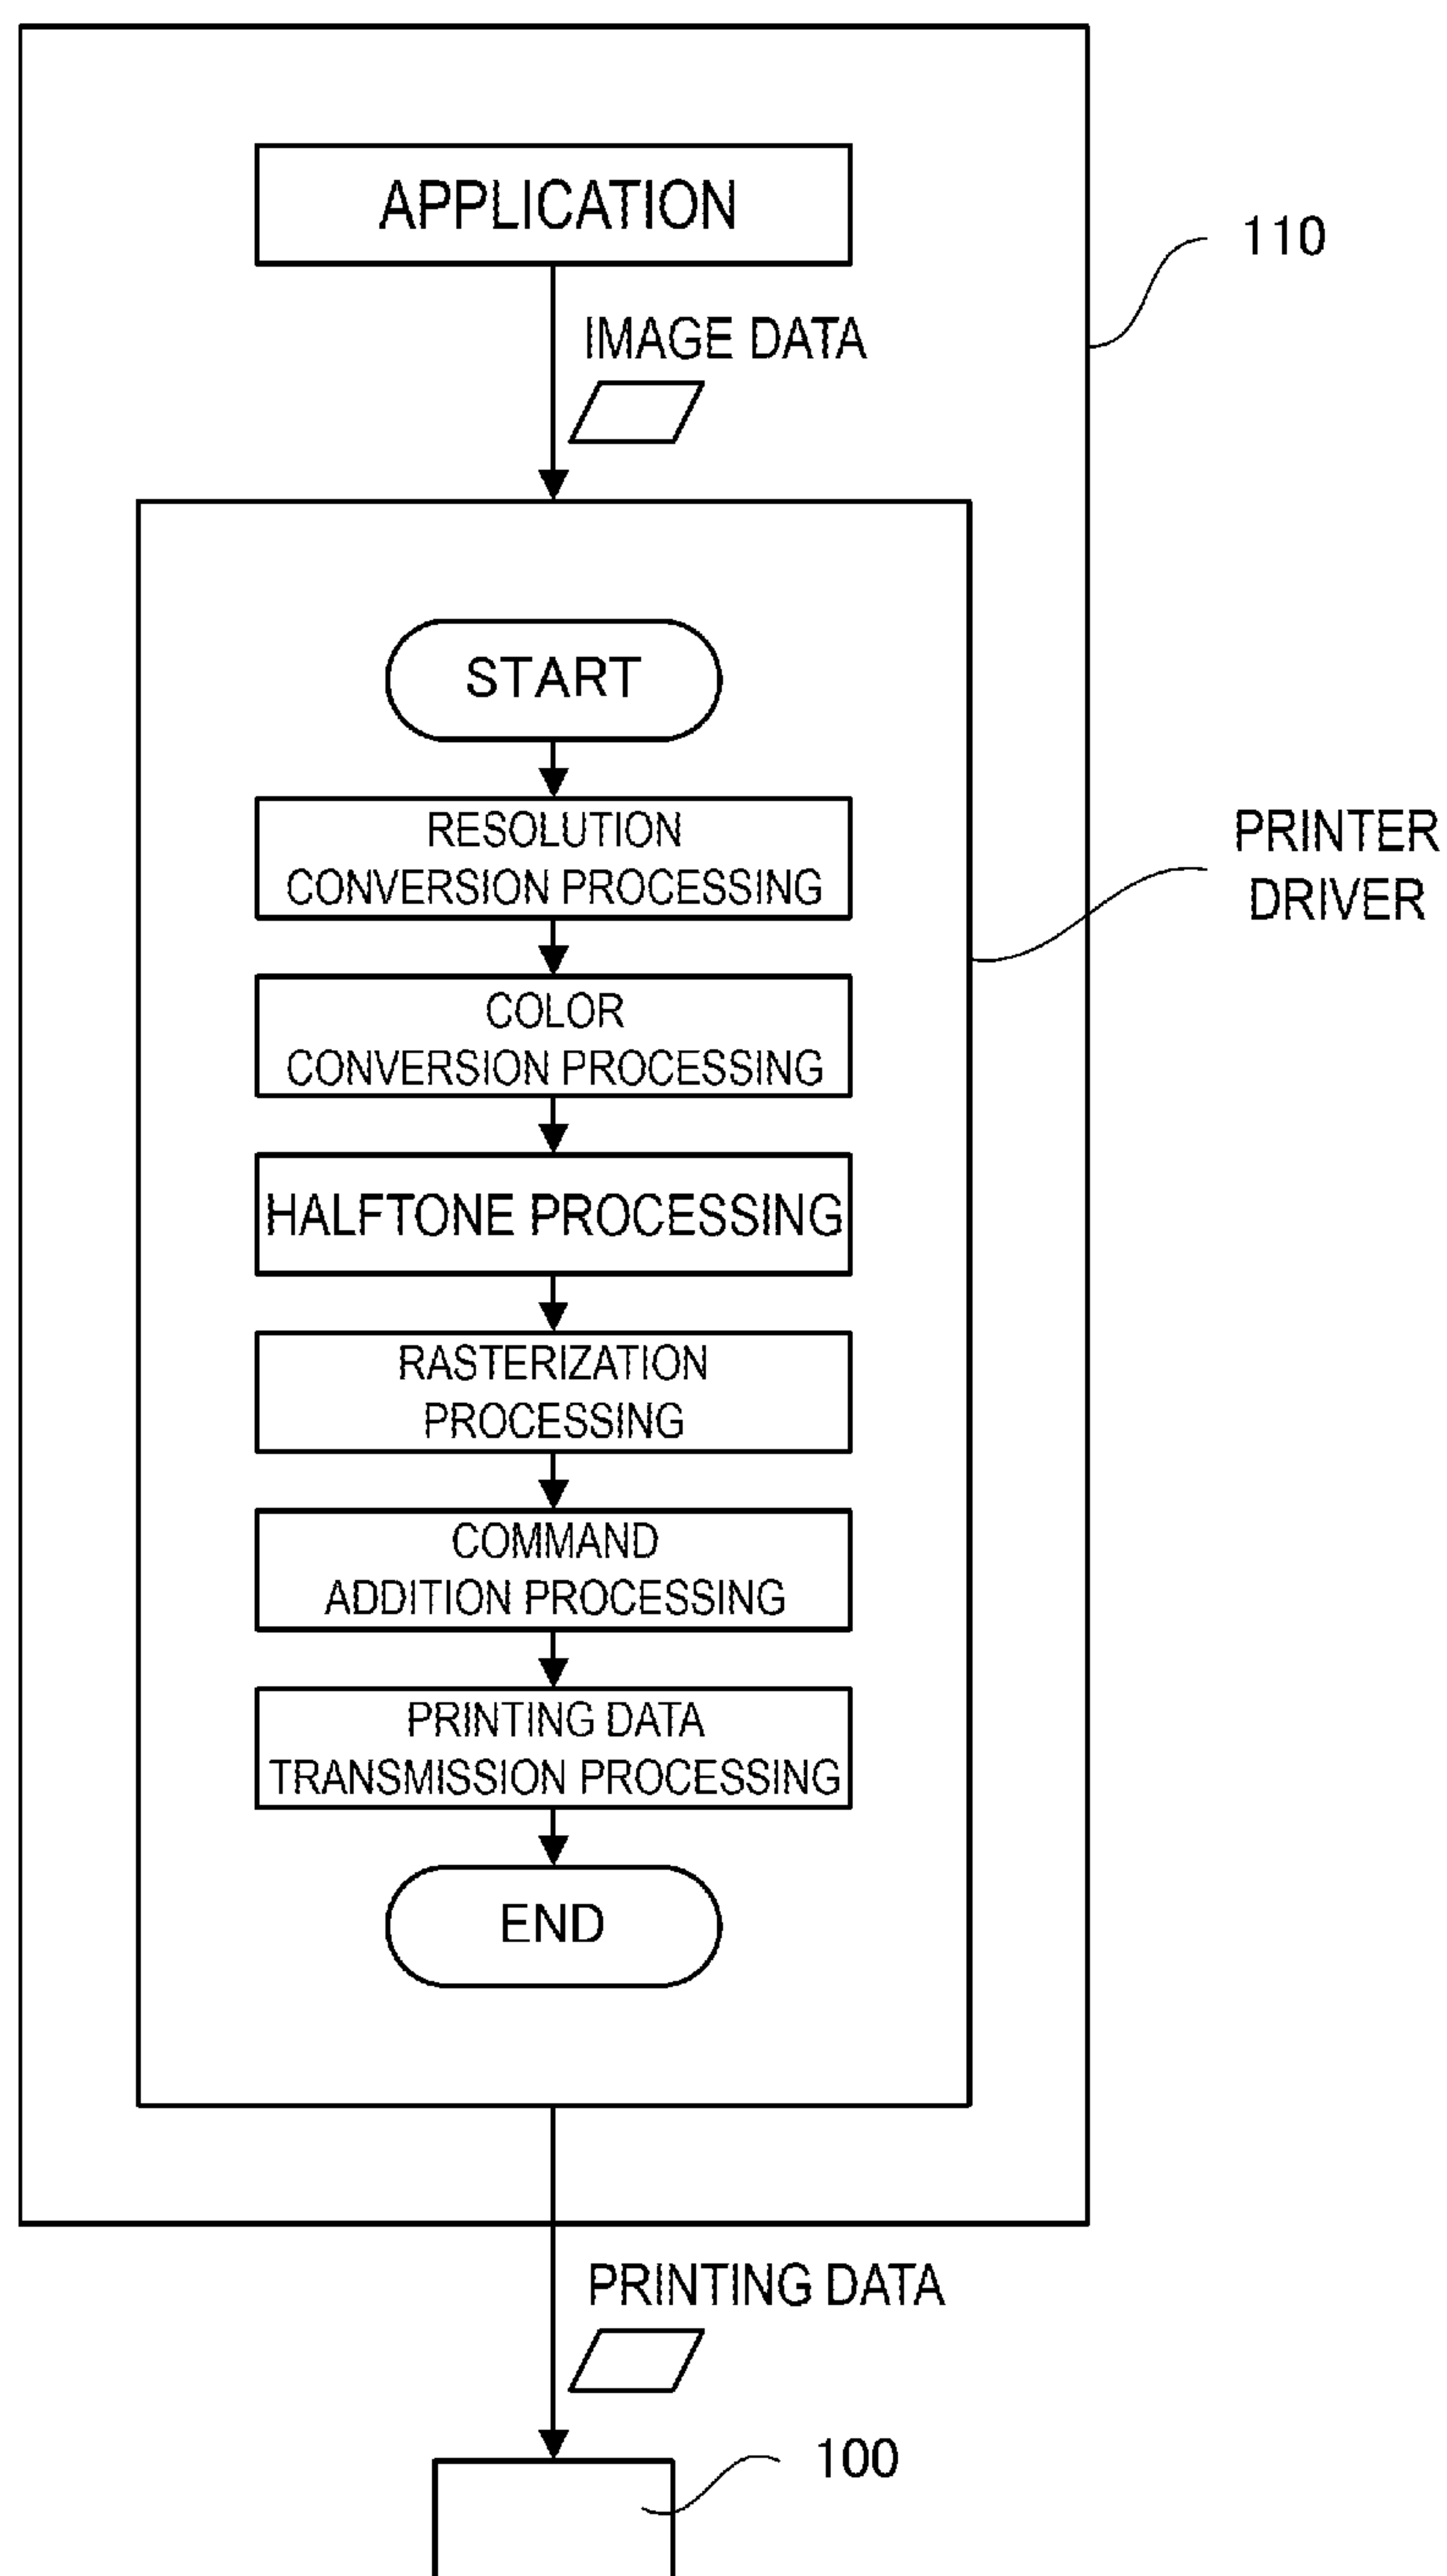 APPLICATION
110
IMAGE DATA
START
RESOLUTION
CONVERSION PROCESSING
PRINTER
DRIVER
COLOR
CONVERSION PROCESSING
HALFTONE PROCESSING
RASTERIZATION
PROCESSING
COMMAND
ADDITION PROCESSING
PRINTING DATA
TRANSMISSION PROCESSING
END
PRINTING DATA
100